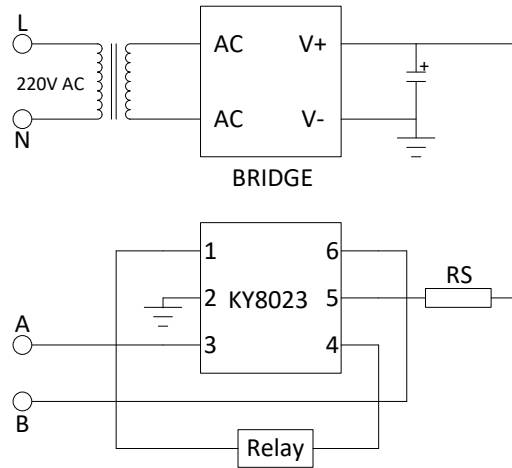 L
AC
V+
+
220V AC
AC
V-
N
BRIDGE
1
6
RS
2
KY8023
5
A
3
4
B
Relay